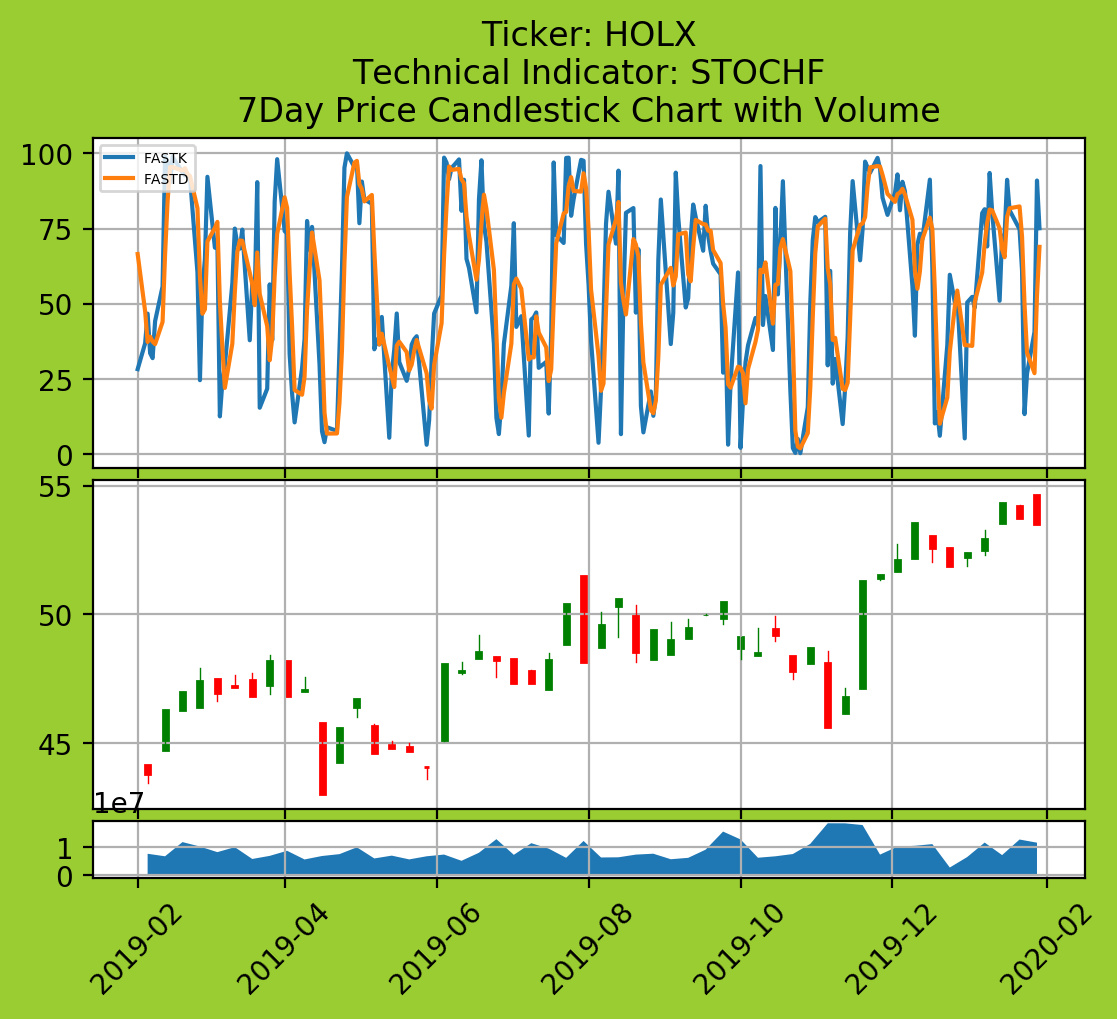 Ticker: HOLX
Technical Indicator: STOCHF
7Day Price Candlestick Chart with Volume
100
75
50
25
0
FASTK
FASTD
55
50
45
1e7
1
0
2019-02
2019-04
2019-06
2019-08
2019-10
2019-12
2020-02